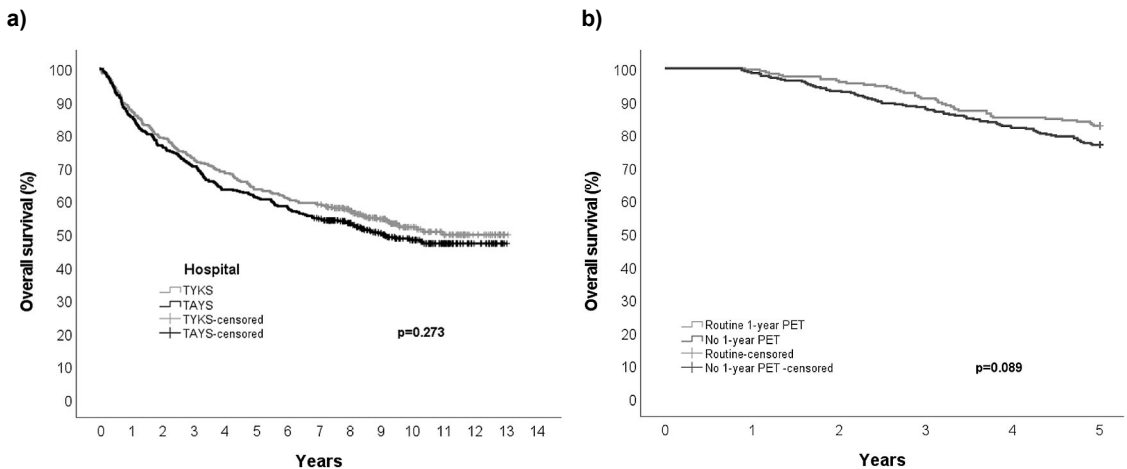 a)
Overall survival (%)
100
90
80
70
60
50
40
30
20
10
0
Hospital
TYKS
TAYS
TYKS-censored
TAYS-censored
p=0.273
0 1 2 3 4 5 6 7 8 9 10 11 12 13 14
Years
b)
Overall survival (%)
100
90
80
70
60
50
40
30
20
10
0
Routine 1-year PET
No 1-year PET
Routine-censored
No 1-year PET -censored
p=0.089
0 1 2 3 4 5
Years